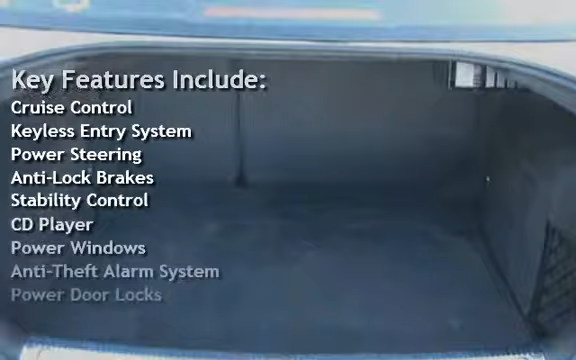 Key Features Include:
Cruise Control
Keyless Entry System
Power Steering
Anti-Lock Brakes
Stability Control
CD Player
Power Windows
Anti-Theft Alarm System
Power Door Locks